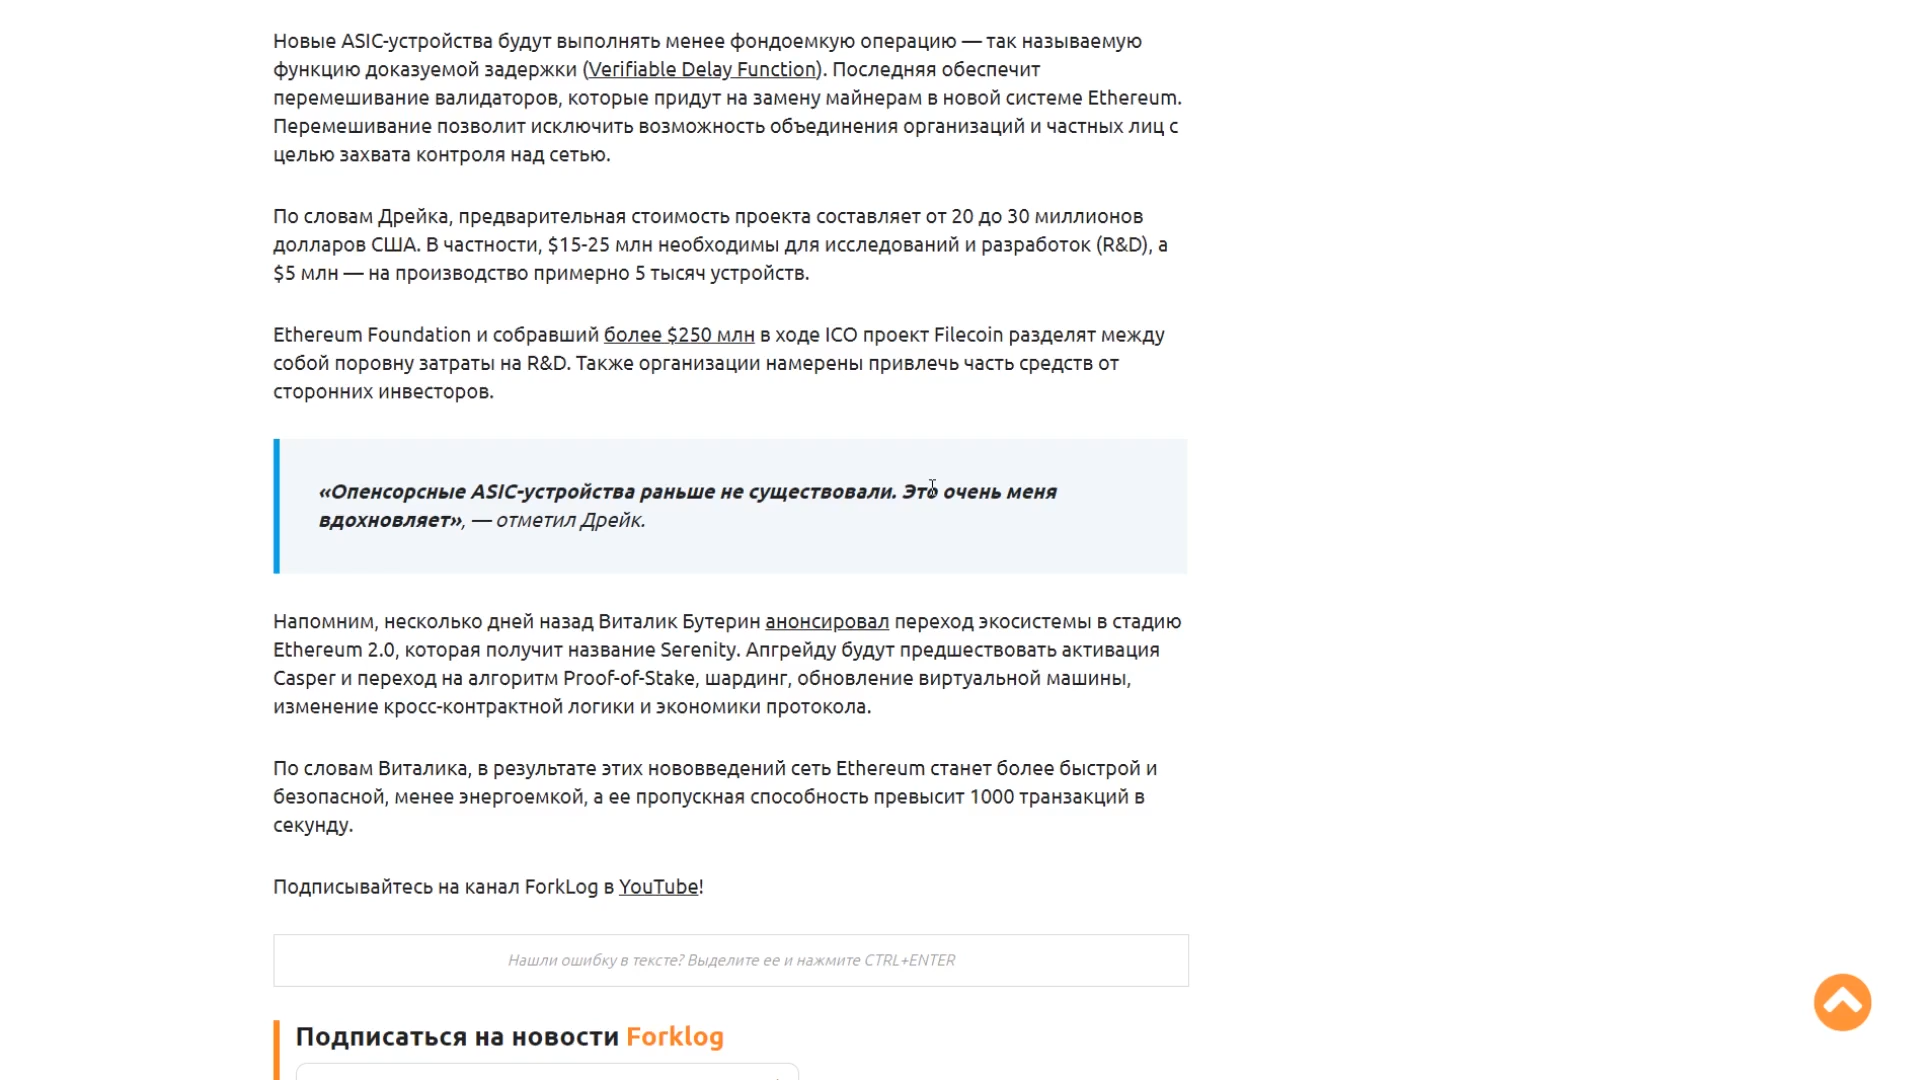 Новые ASIC-устройства будут выполнять менее фондоемкую операцию — так называемую
функцию доказуемой задержки (Verifiable Delay Function). Последняя обеспечит
перемешивание валидаторов, которые придут на замену майнерам в новой системе Ethereum.
Перемешивание позволит исключить возможность объединения организаций и частных лиц с
целью захвата контроля над сетью.
По словам Дрейка, предварительная стоимость проекта составляет от 20 до 30 миллионов
долларов США. В частности, $15-25 млн необходимы для исследований и разработок (R&D), а
$5 млн — на производство примерно 5 тысяч устройств.
Ethereum Foundation и собравший более $250 млн в ходе ICO проект Filecoin разделят между
собой поровну затраты на R&D. Также организации намерены привлечь часть средств от
сторонних инвесторов.
«Опенсорсные ASIC-устройства раньше не существовали. Это очень меня
вдохновляет», — отметил Дрейк.
Напомним, несколько дней назад Виталик Бутерин анонсировал переход экосистемы в стадию
Ethereum 2.0, которая получит название Serenity. Апгрейду будут предшествовать активация
Casper и переход на алгоритм Proof-of-Stake, шардинг, обновление виртуальной машины,
изменение кросс-контрактной логики и экономики протокола.
По словам Виталика, в результате этих нововведений сеть Ethereum станет более быстрой и
безопасной, менее энергоемкой, а ее пропускная способность превысит 1000 транзакций в
секунду.
Подписывайтесь на канал ForkLog в YouTube!
Нашли ошибку в тексте? Выделите ее и нажмите CTRL+ENTER
Подписаться на новости Forklog